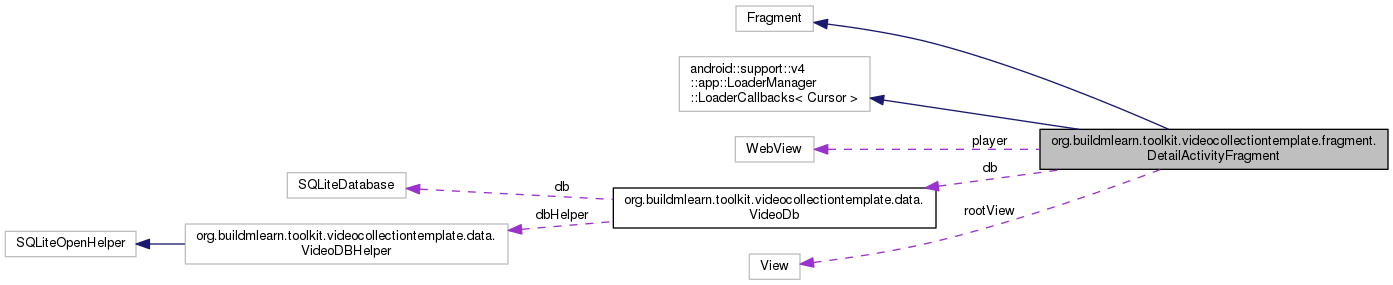 Fragment
android::support::v4
::app::LoaderManager
::LoaderCallbacks< Cursor >
org.buildmlearn.toolkit.videocollectiontemplate.fragment.
DetailActivityFragment
player
WebView
db
SQLiteDatabase
db
org.buildmlearn.toolkit.videocollectiontemplate.data.
VideoDb
dbHelper
rootView
SQLiteOpenHelper
org.buildmlearn.toolkit.videocollectiontemplate.data.
VideoDBHelper
View